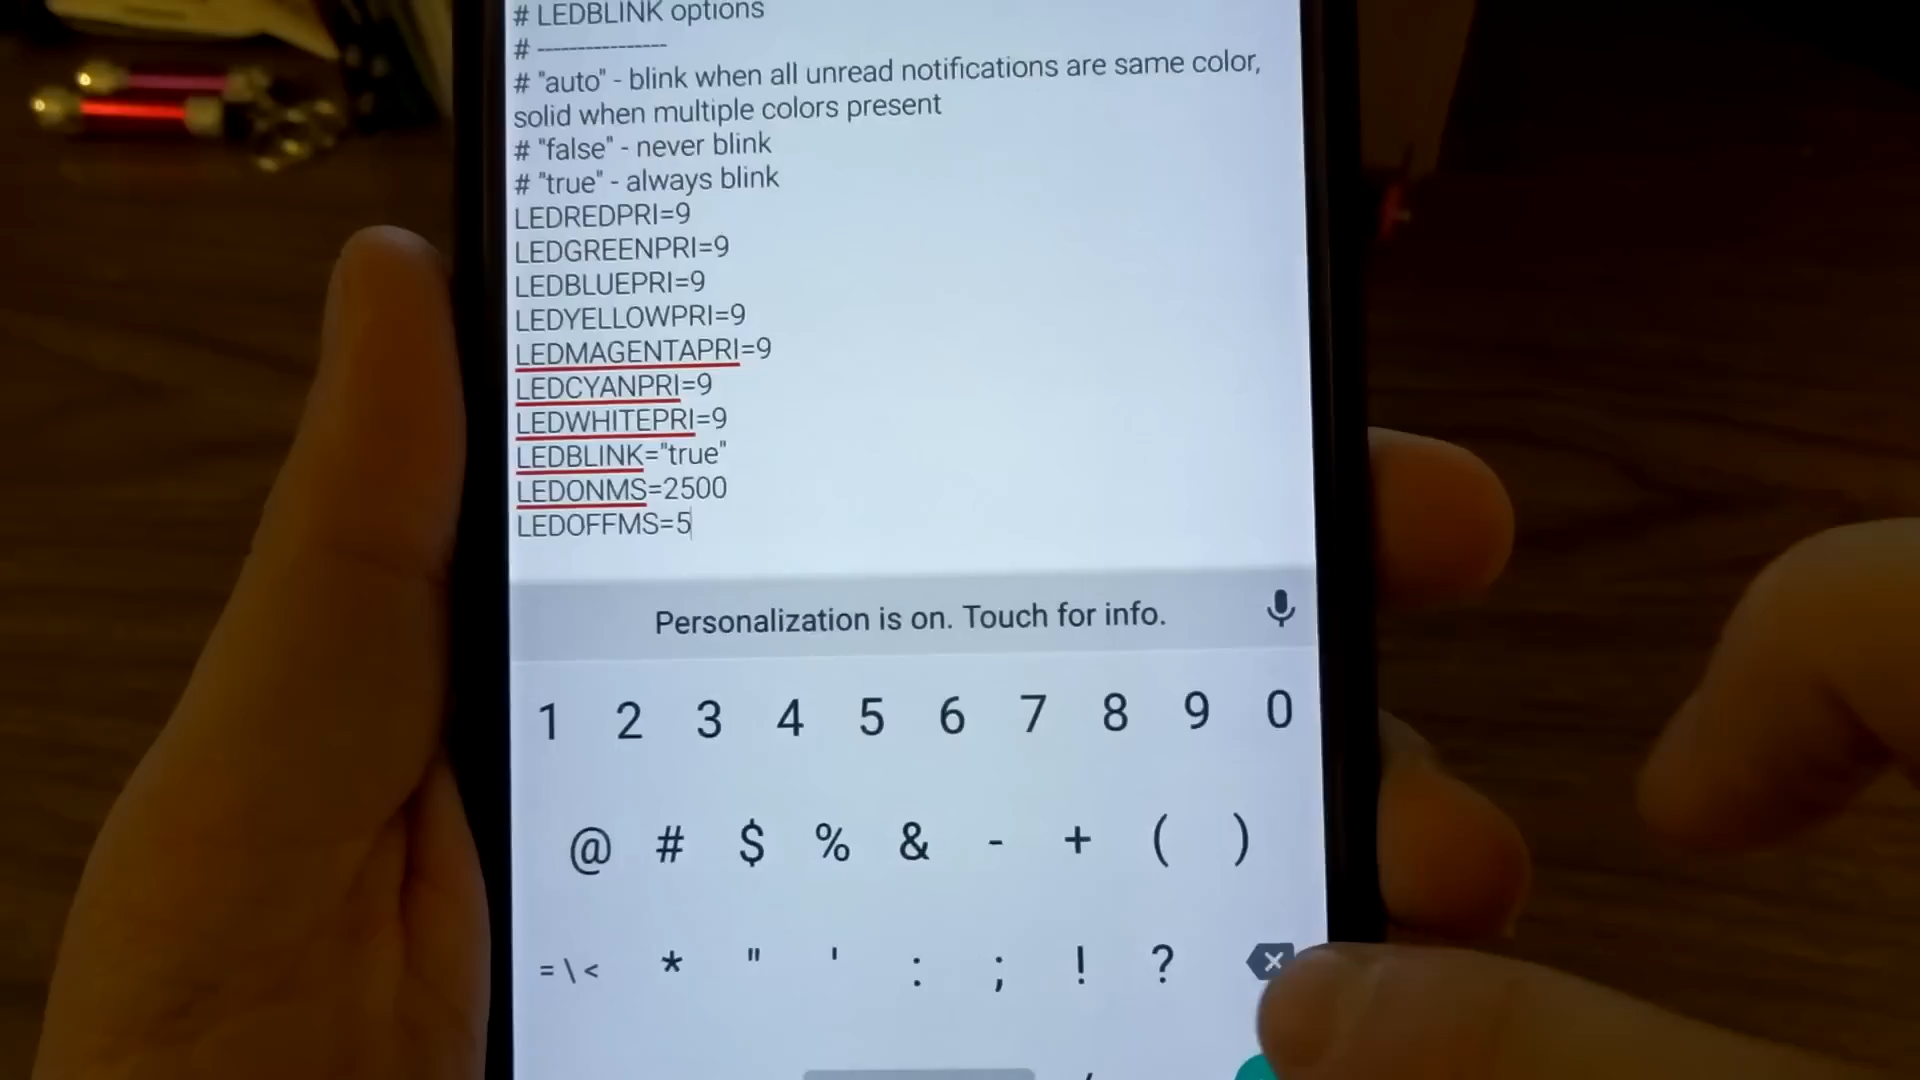 # LEDBLINK options
# ----------------
# "auto" - blink when all unread notifications are same color,
solid when multiple colors present
# "false" - never blink
# "true" - always blink
LEDREDPRI=9
LEDGREENPRI=9
LEDBLUEPRI=9
LEDYELLOWPRI=9
LEDMAGENTAPRI=9
LEDCYANPRI=9
LEDWHITEPRI=9
LEDBLINK="true"
LEDONMS=2500
LEDOFFMS=5
Personalization is on. Touch for info.
1 2 3 4 5 6 7 8 9 0
@ # $ % & - + ( )
= \ < * " ' : ; ! ?